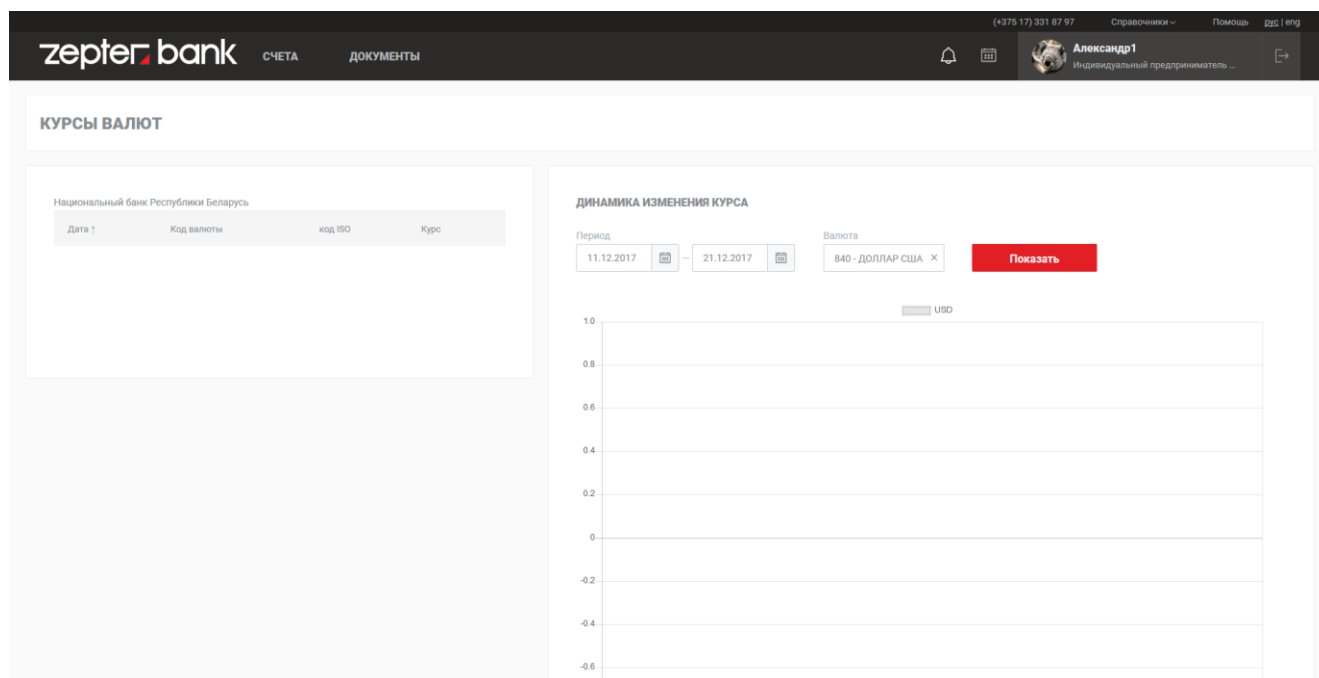 (+375 17) 331 87 97 Справочники Помощь рус | eng
zepter bank СЧЕТА ДОКУМЕНТЫ Александр1
Индивидуальный предприниматель ...
КУРСЫ ВАЛЮТ
Национальный банк Республики Беларусь
Дата ↑ Код валюты код ISO Курс
ДИНАМИКА ИЗМЕНЕНИЯ КУРСА
Период Валюта
11.12.2017 – 21.12.2017 840 - ДОЛЛАР США × Показать
USD
1.0
0.8
0.6
0.4
0.2
0
-0.2
-0.4
-0.6